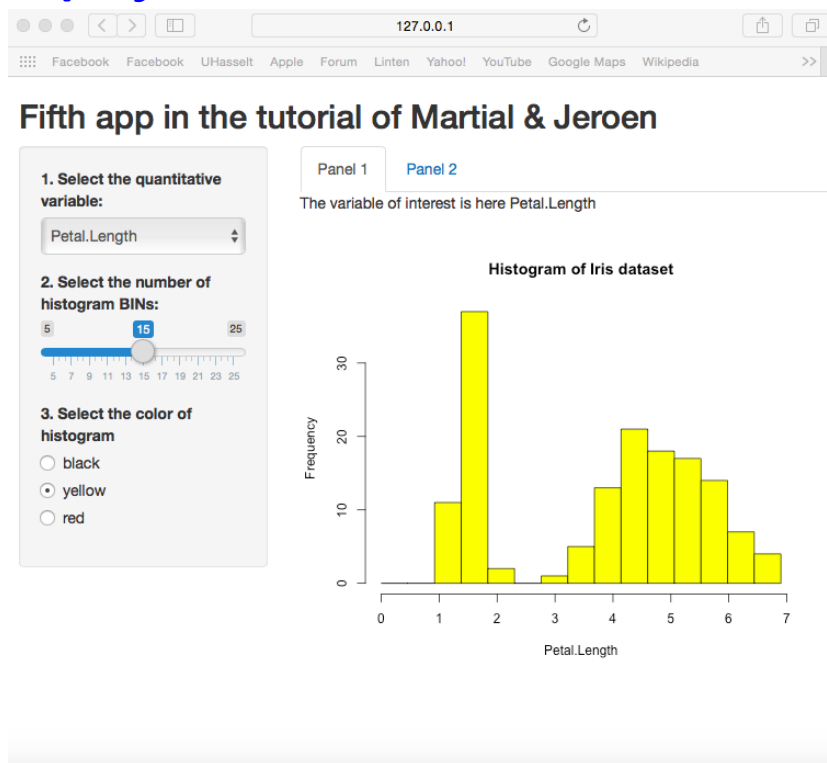 127.0.0.1
Facebook Facebook UHasselt Apple Forum Linten Yahoo! YouTube Google Maps Wikipedia >>
Fifth app in the tutorial of Martial & Jeroen
1. Select the quantitative
variable:
Petal.Length
2. Select the number of
histogram BINs:
5 15 25
5 7 9 11 13 15 17 19 21 23 25
3. Select the color of
histogram
black
yellow
red
Panel 1 Panel 2
The variable of interest is here Petal.Length
Histogram of Iris dataset
Frequency
30
20
10
0
0 1 2 3 4 5 6 7
Petal.Length